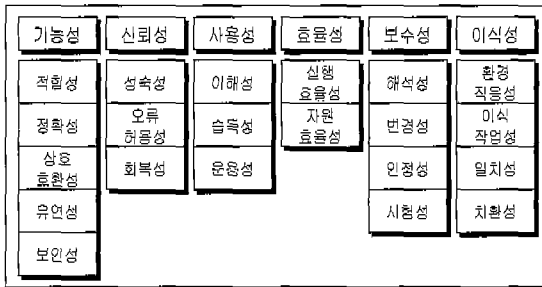 기능성 신뢰성 사용성 효율성 보수성 이식성
적합성 성숙성 이해성 실행 효율성 해석성 환경 적응성
정확성 오류 허용성 습득성 자원 효율성 변경성 이식 작업성
상호 호환성 회복성 운용성 안정성 일치성
유연성 시험성 치환성
보안성